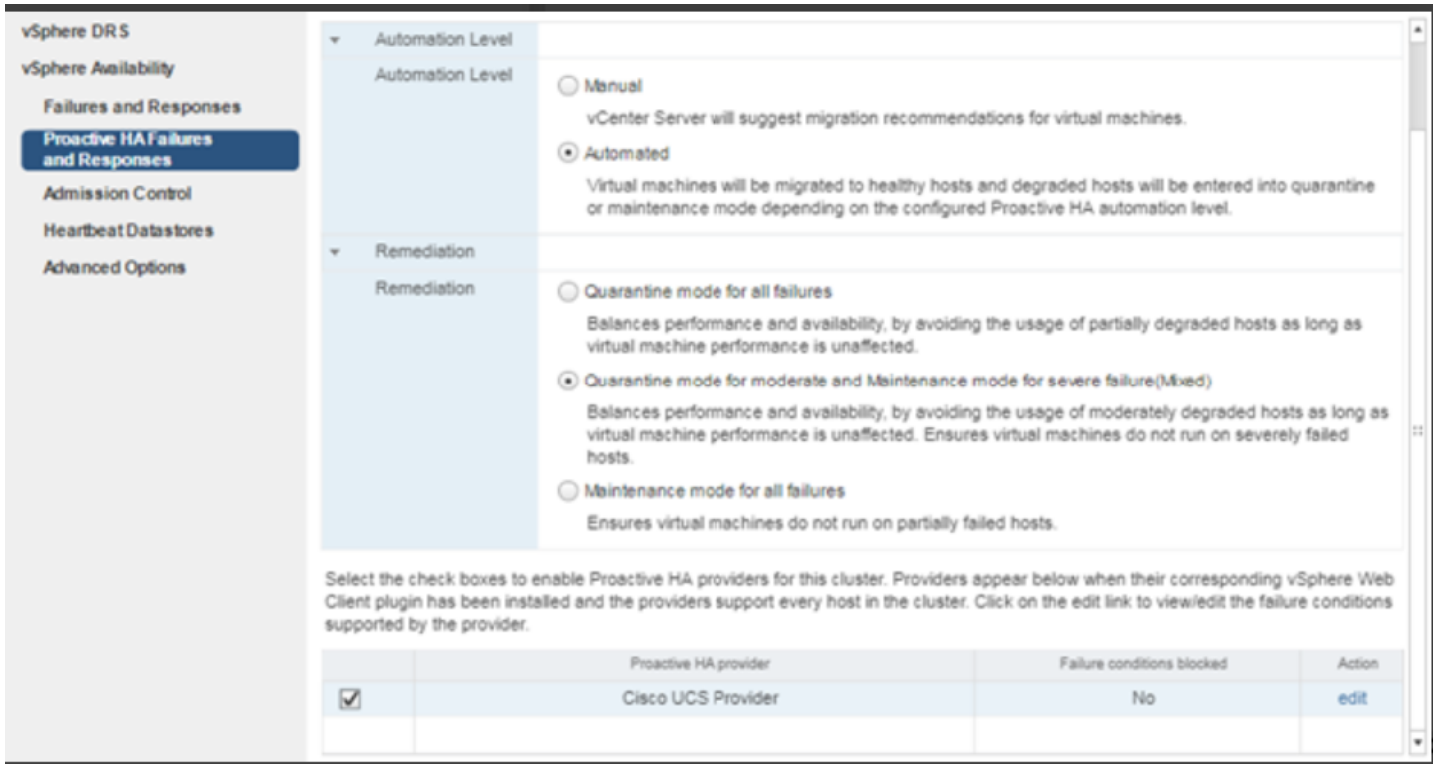 vSphere DRS
vSphere Availability
Failures and Responses
Proactive HA Failures
and Responses
Admission Control
Heartbeat Datastores
Advanced Options
Automation Level
Automation Level
Manual
vCenter Server will suggest migration recommendations for virtual machines.
Automated
Virtual machines will be migrated to healthy hosts and degraded hosts will be entered into quarantine
or maintenance mode depending on the configured Proactive HA automation level.
Remediation
Remediation
Quarantine mode for all failures
Balances performance and availability, by avoiding the usage of partially degraded hosts as long as
virtual machine performance is unaffected.
Quarantine mode for moderate and Maintenance mode for severe failure(Mixed)
Balances performance and availability, by avoiding the usage of moderately degraded hosts as long as
virtual machine performance is unaffected. Ensures virtual machines do not run on severely failed
hosts.
Maintenance mode for all failures
Ensures virtual machines do not run on partially failed hosts.
Select the check boxes to enable Proactive HA providers for this cluster. Providers appear below when their corresponding vSphere Web
Client plugin has been installed and the providers support every host in the cluster. Click on the edit link to view/edit the failure conditions
supported by the provider.
Proactive HA provider Failure conditions blocked Action
Cisco UCS Provider No edit